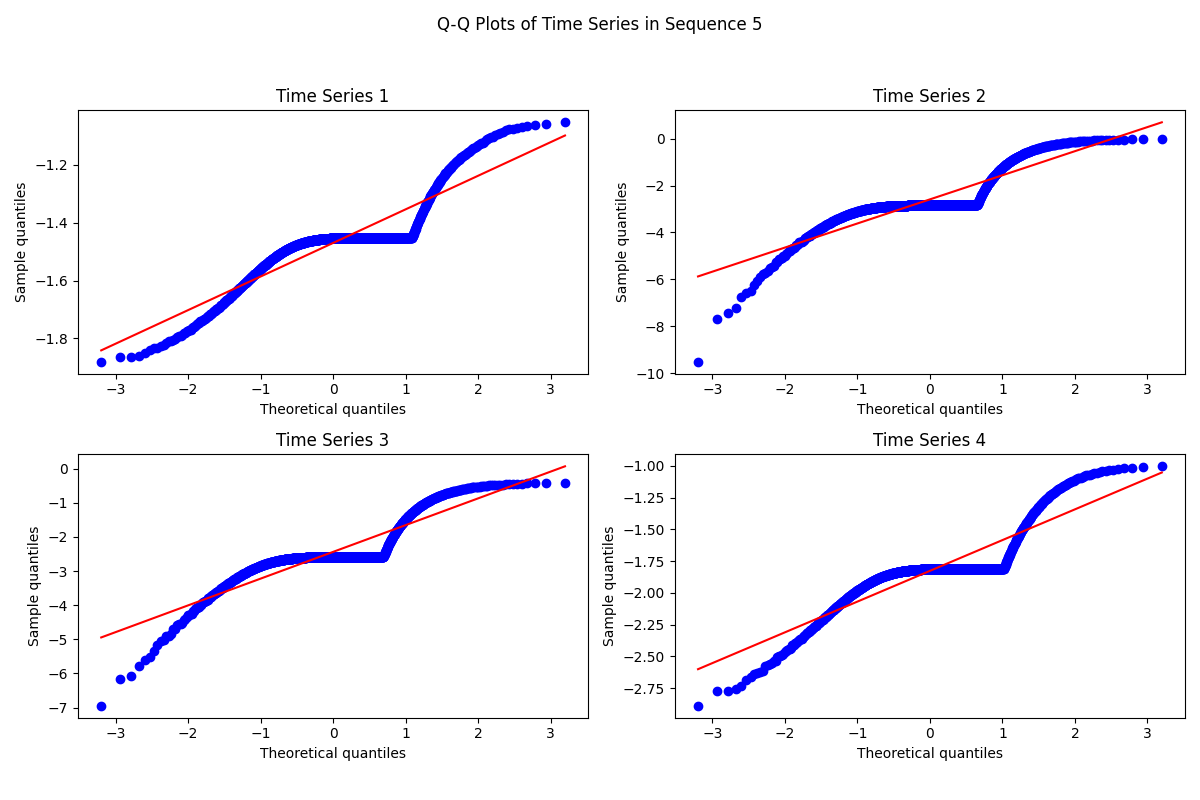 Q-Q Plots of Time Series in Sequence 5
Time Series 1
Sample quantiles
−1.2
−1.4
−1.6
−1.8
−3 −2 −1 0 1 2 3
Theoretical quantiles
Time Series 2
Sample quantiles
0
−2
−4
−6
−8
−10
−3 −2 −1 0 1 2 3
Theoretical quantiles
Time Series 3
Sample quantiles
0
−1
−2
−3
−4
−5
−6
−7
−3 −2 −1 0 1 2 3
Theoretical quantiles
Time Series 4
Sample quantiles
−1.00
−1.25
−1.50
−1.75
−2.00
−2.25
−2.50
−2.75
−3 −2 −1 0 1 2 3
Theoretical quantiles